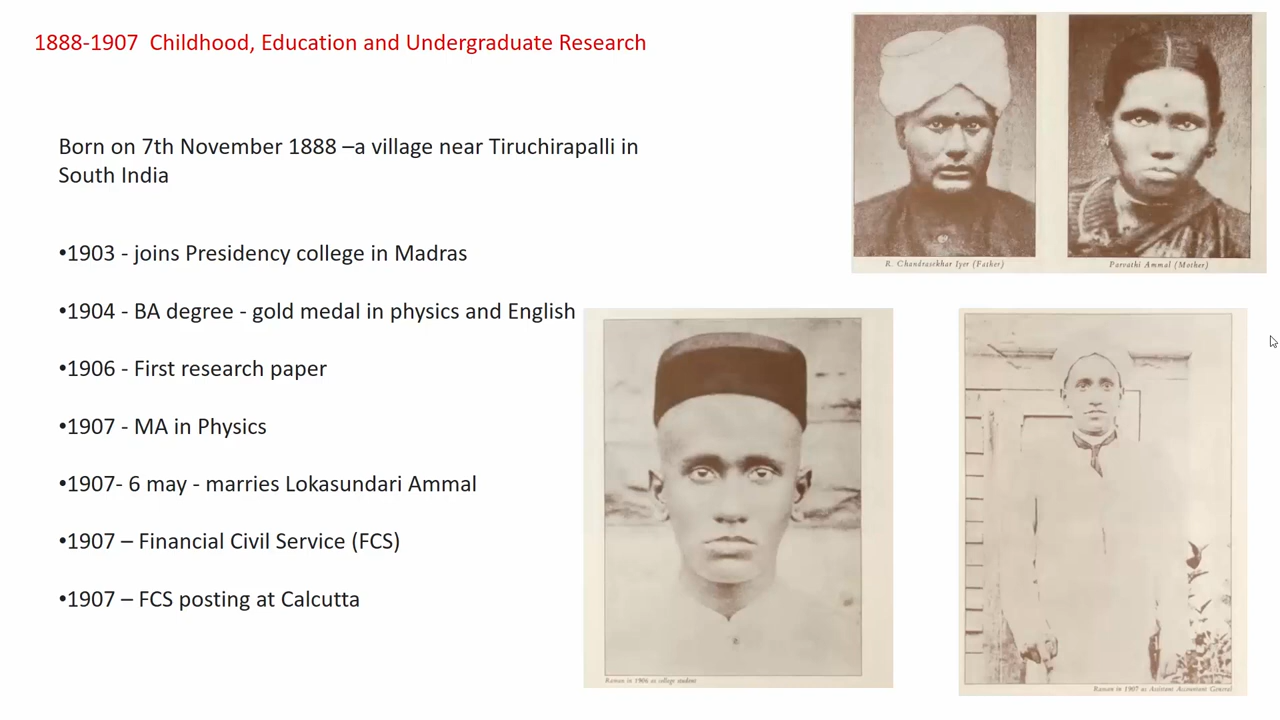 1888-1907  Childhood, Education and Undergraduate Research
Born on 7th November 1888 –a village near Tiruchirapalli in
South India
•1903 - joins Presidency college in Madras
•1904 - BA degree - gold medal in physics and English
•1906 - First research paper
•1907 - MA in Physics
•1907- 6 may - marries Lokasundari Ammal
•1907 – Financial Civil Service (FCS)
•1907 – FCS posting at Calcutta
R. Chandrasekhar Iyer (Father)
Parvathi Ammal (Mother)
Raman in 1906 as college student
Raman in 1907 as Assistant Accountant General